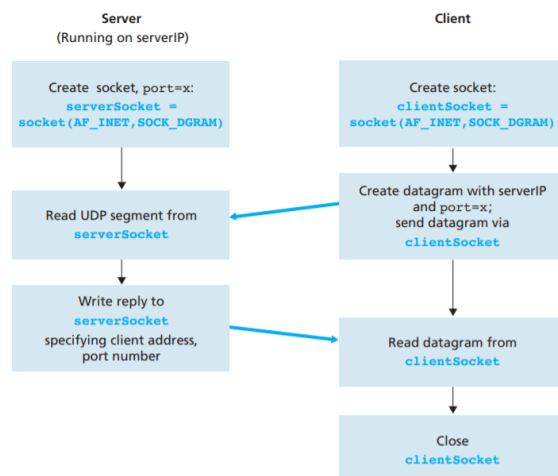 Server
(Running on serverIP)
Create socket, port=x:
serverSocket =
socket(AF_INET,SOCK_DGRAM)
Read UDP segment from
serverSocket
Write reply to
serverSocket
specifying client address,
port number
Client
Create socket:
clientSocket =
socket(AF_INET,SOCK_DGRAM)
Create datagram with serverIP
and port=x;
send datagram via
clientSocket
Read datagram from
clientSocket
Close
clientSocket